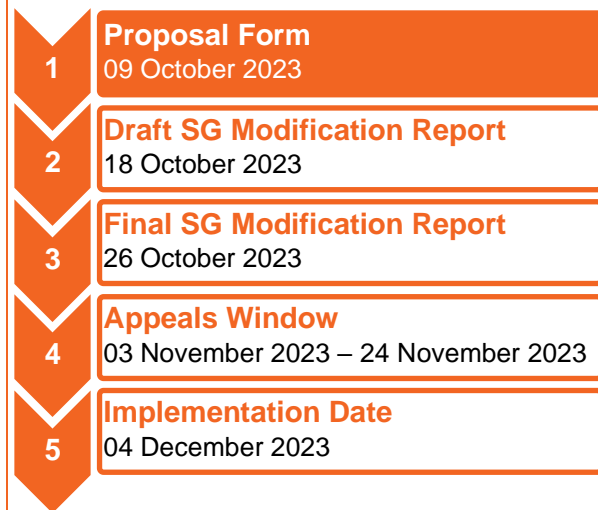 1
Proposal Form
09 October 2023
2
Draft SG Modification Report
18 October 2023
3
Final SG Modification Report
26 October 2023
4
Appeals Window
03 November 2023 – 24 November 2023
5
Implementation Date
04 December 2023